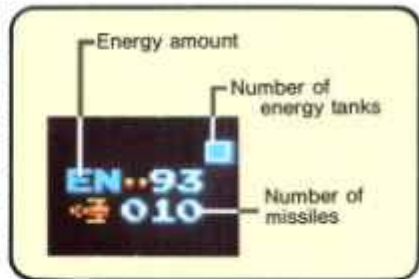 Energy amount
Number of
energy tanks
EN··93
010
Number of
missiles